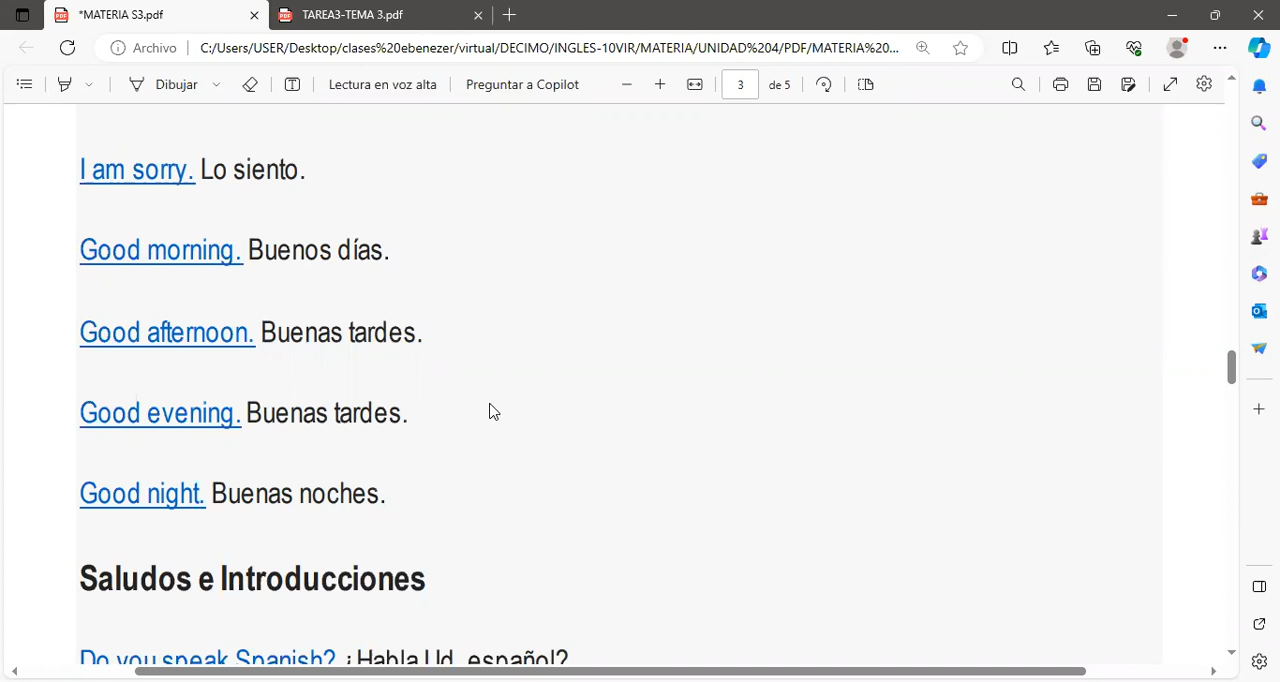 *MATERIA S3.pdf
TAREA3-TEMA 3.pdf
Archivo
C:/Users/USER/Desktop/clases%20ebenezer/virtual/DECIMO/INGLES-10VIR/MATERIA/UNIDAD%204/PDF/MATERIA%20...
Dibujar
Lectura en voz alta
Preguntar a Copilot
3
de 5
I am sorry. Lo siento.
Good morning. Buenos días.
Good afternoon. Buenas tardes.
Good evening. Buenas tardes.
Good night. Buenas noches.
Saludos e Introducciones
Do you speak Spanish? ¿Habla Ud. español?